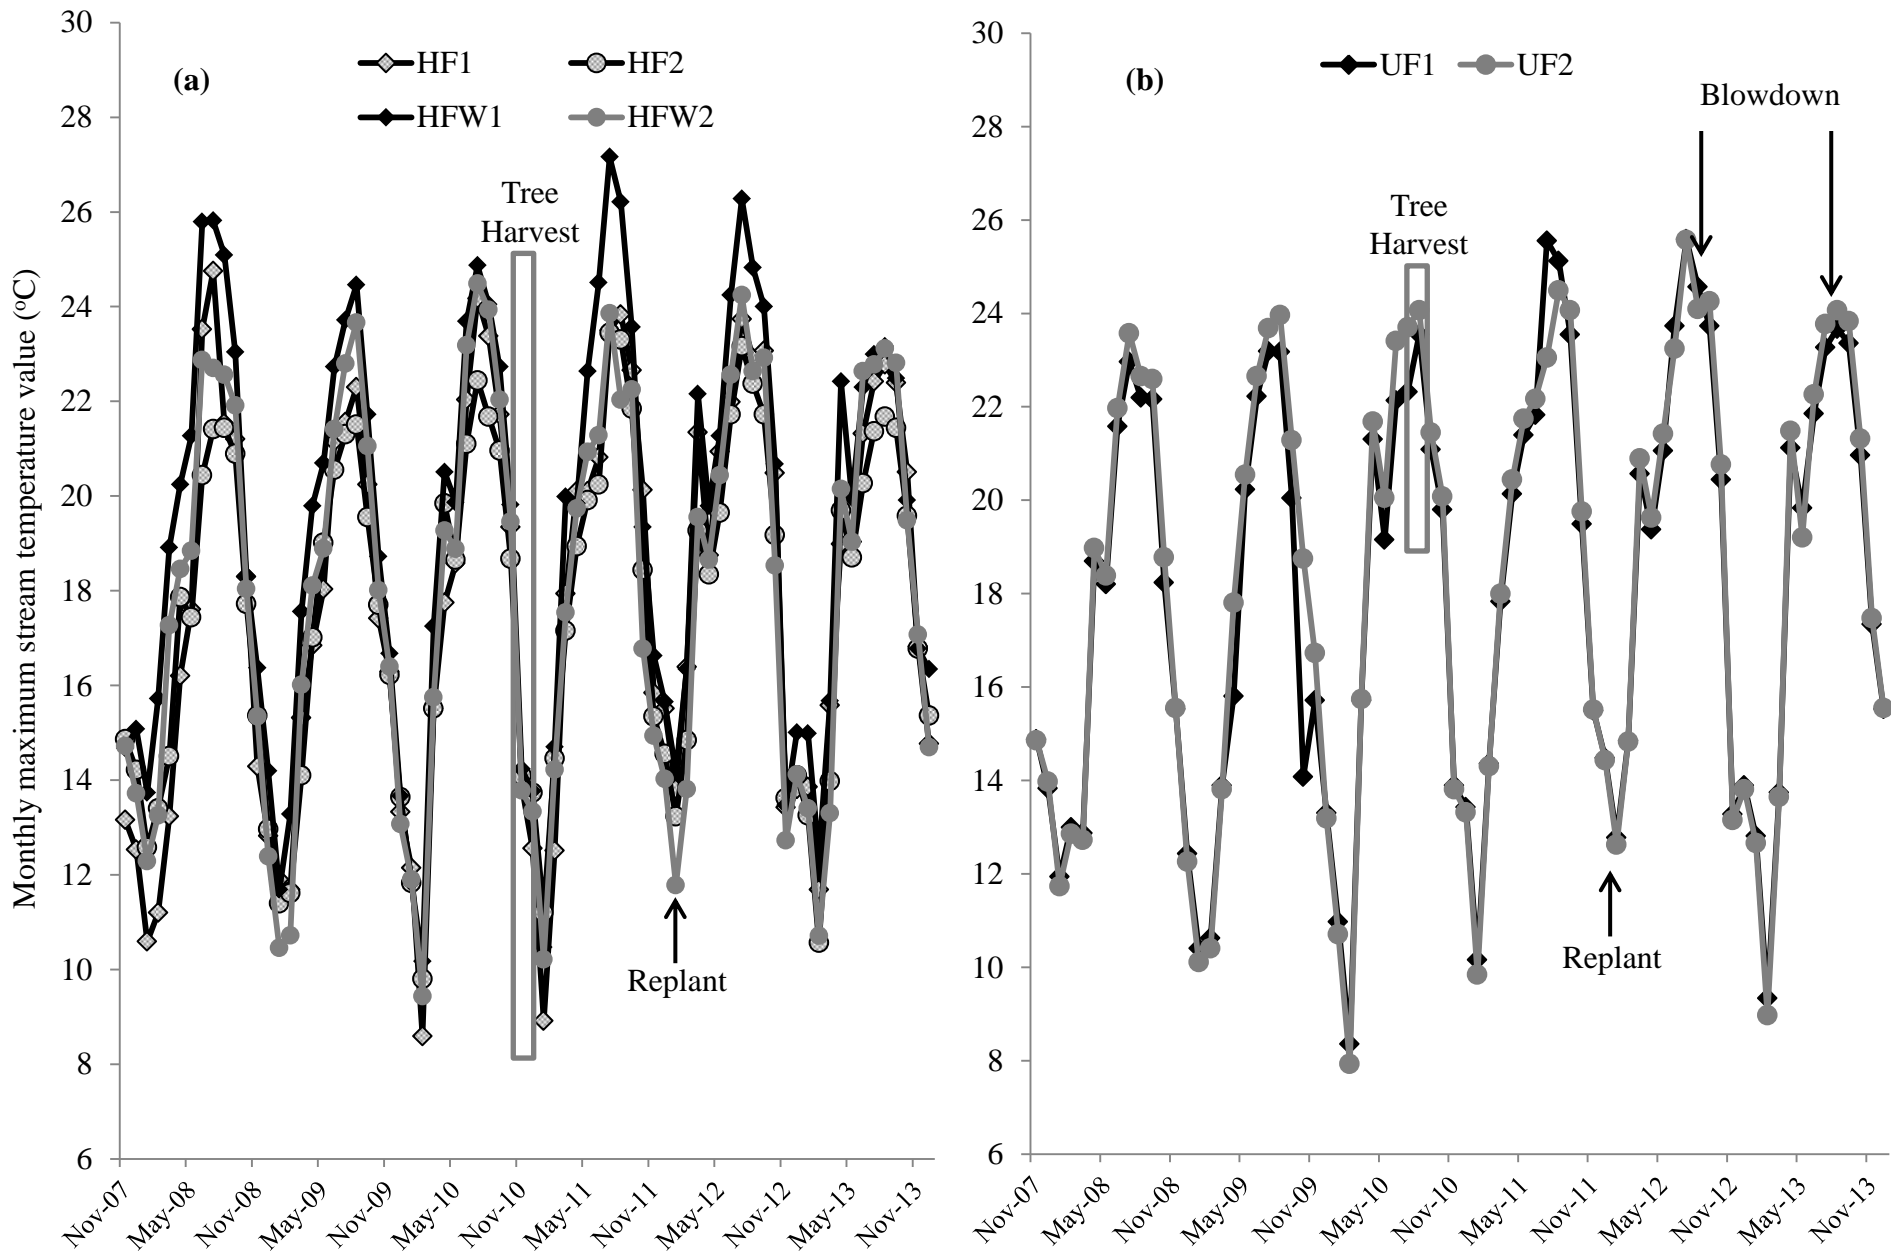 Monthly maximum stream temperature value (ºC)
30
28
26
24
22
20
18
16
14
12
10
8
6
(a)
HF1
HF2
HFW1
HFW2
Tree
Harvest
Replant
Nov-07
May-08
Nov-08
May-09
Nov-09
May-10
Nov-10
May-11
Nov-11
May-12
Nov-12
May-13
Nov-13
30
28
26
24
22
20
18
16
14
12
10
8
6
(b)
UF1
UF2
Blowdown
Tree
Harvest
Replant
Nov-07
May-08
Nov-08
May-09
Nov-09
May-10
Nov-10
May-11
Nov-11
May-12
Nov-12
May-13
Nov-13